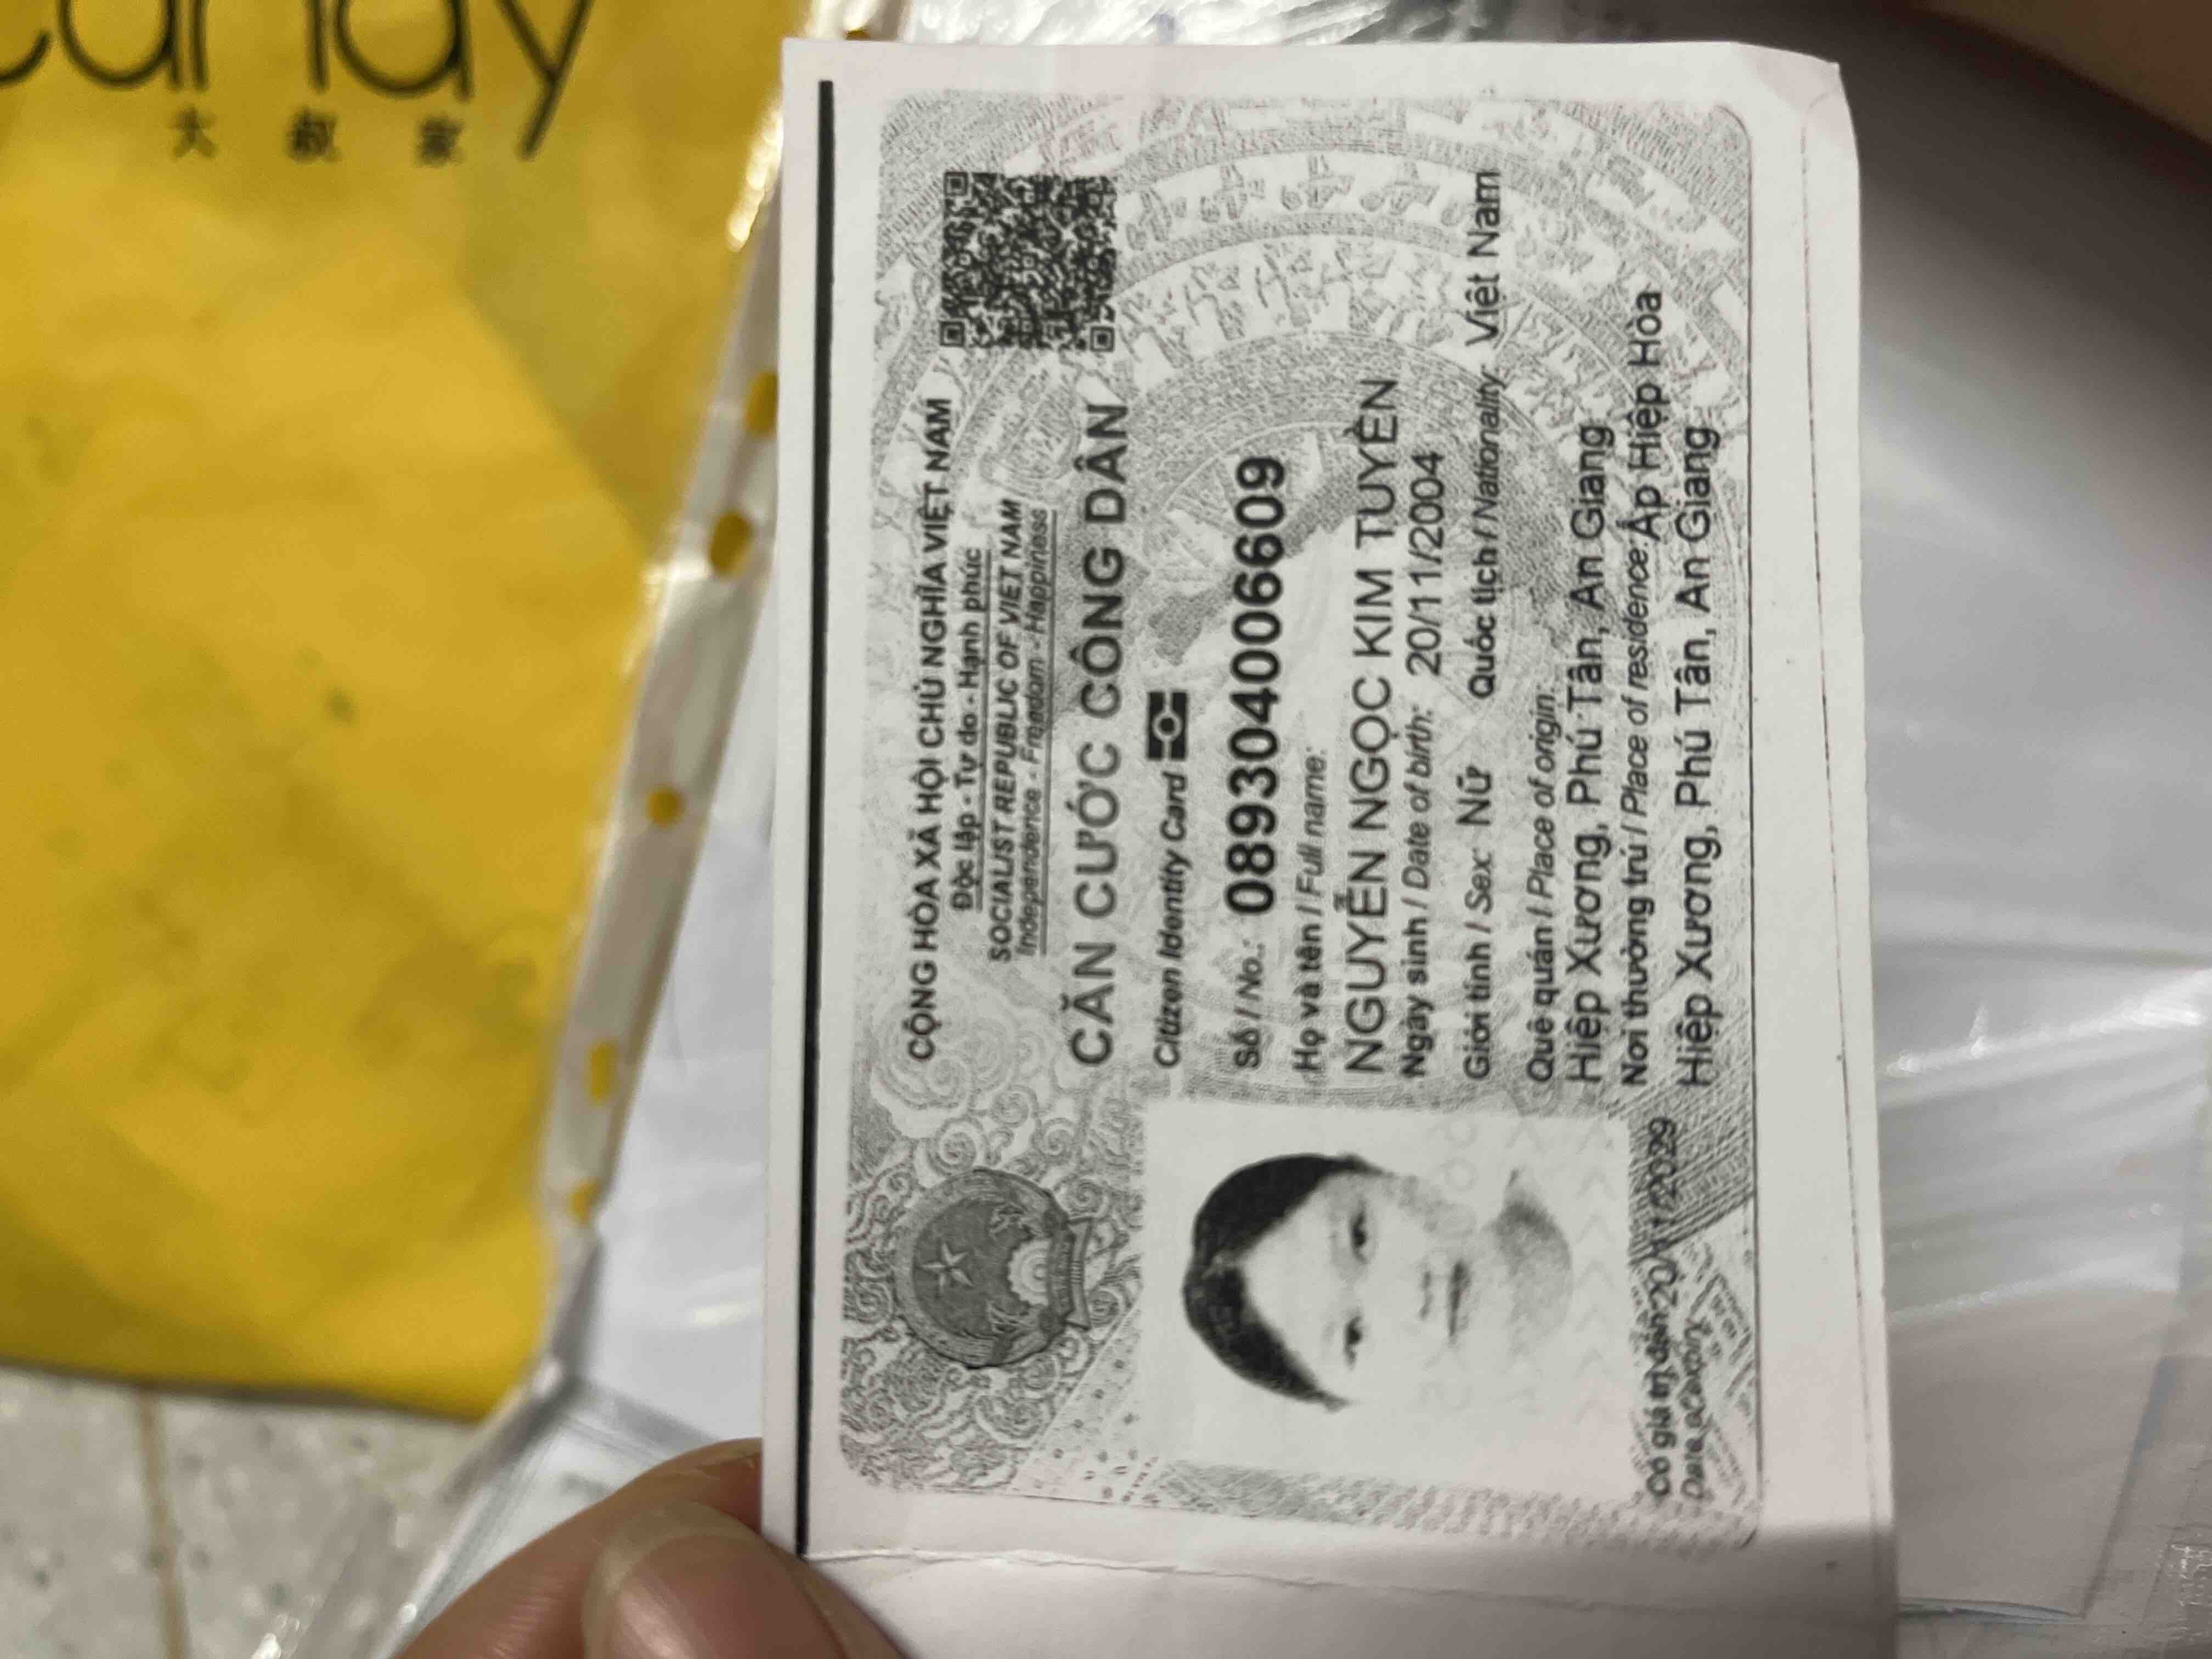 candy
大叔家
CỘNG HÒA XÃ HỘI CHỦ NGHĨA VIỆT NAM
Độc lập - Tự do - Hạnh phúc
SOCIALIST REPUBLIC OF VIET NAM
Independence - Freedom - Happiness
CĂN CƯỚC CÔNG DÂN
Citizen Identity Card
Số / No.: 089304006609
Họ và tên / Full name:
NGUYỄN NGỌC KIM TUYỀN
Ngày sinh / Date of birth: 20/11/2004
Giới tính / Sex: Nữ Quốc tịch / Nationality: Việt Nam
Quê quán / Place of origin:
Hiệp Xương, Phú Tân, An Giang
Nơi thường trú / Place of residence: Ấp Hiệp Hòa
Hiệp Xương, Phú Tân, An Giang
Có giá trị đến: 20/11/2029
Date of expiry